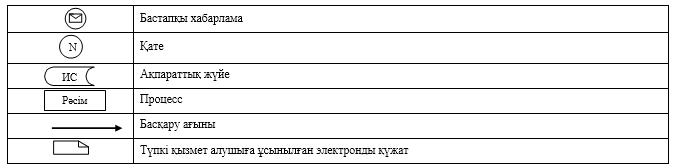 Бастапқы хабарлама
N Қате
ИС Ақпараттық жүйе
Рәсім Процесс
Басқару ағыны
Түпкі қызмет алушыға ұсынылған электронды құжат